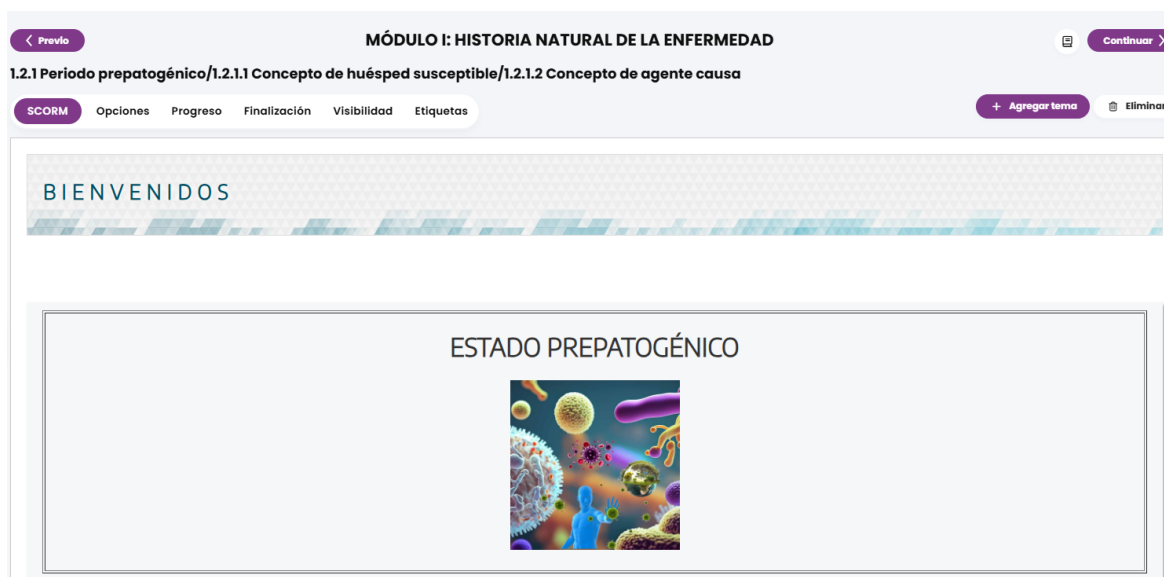 Previo
MÓDULO I: HISTORIA NATURAL DE LA ENFERMEDAD
Continuar
1.2.1 Periodo prepatogénico/1.2.1.1 Concepto de huésped susceptible/1.2.1.2 Concepto de agente causa
SCORM Opciones Progreso Finalización Visibilidad Etiquetas
+ Agregar tema
Eliminar
BIENVENIDOS
ESTADO PREPATOGÉNICO